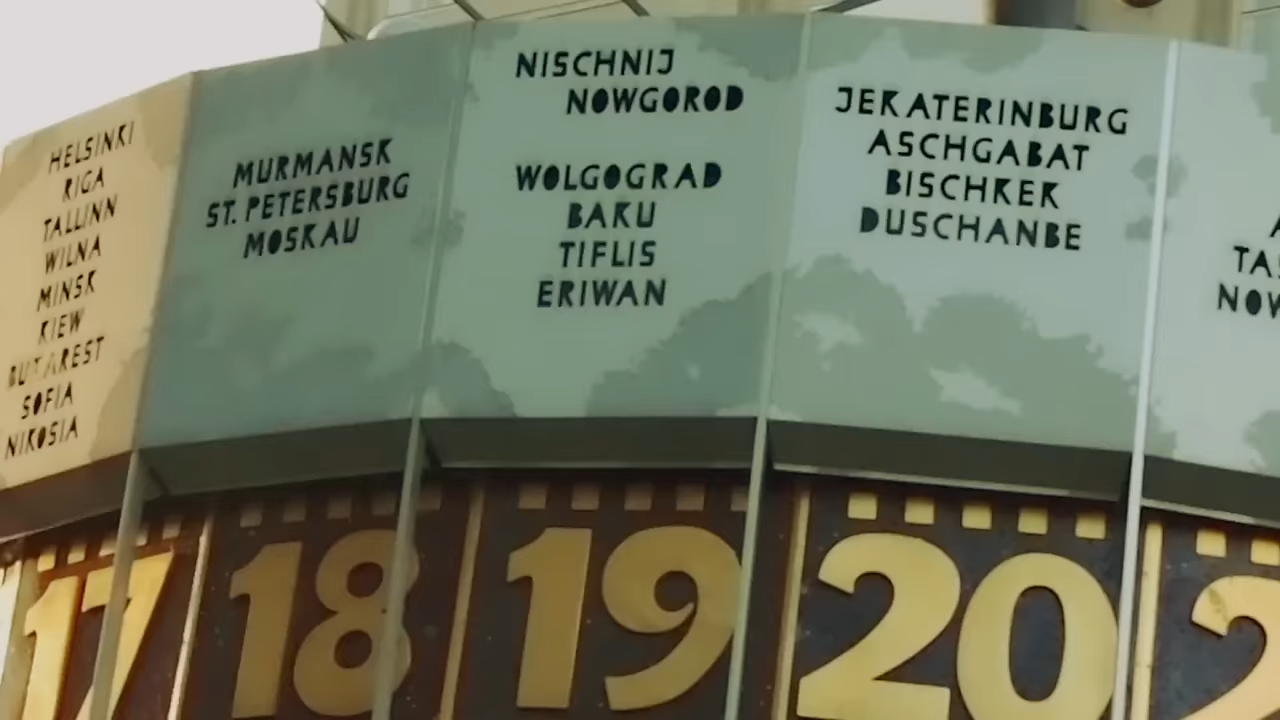 HELSINKI
RIGA
TALLINN
WILNA
MINSK
KIEW
BUKAREST
SOFIA
NIKOSIA
MURMANSK
ST. PETERSBURG
MOSKAU
NISCHNIJ
NOWGOROD
WOLGOGRAD
BAKU
TIFLIS
ERIWAN
JEKATERINBURG
ASCHGABAT
BISCHKEK
DUSCHANBE
17
18
19
20